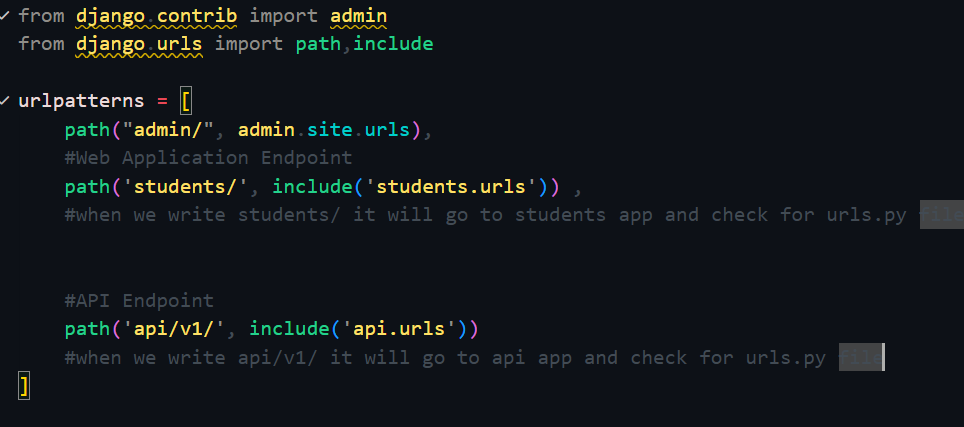 from django.contrib import admin
from django.urls import path,include
urlpatterns = [
path("admin/", admin.site.urls),
#Web Application Endpoint
path('students/', include('students.urls')) ,
#when we write students/ it will go to students app and check for urls.py file
#API Endpoint
path('api/v1/', include('api.urls'))
#when we write api/v1/ it will go to api app and check for urls.py file
]